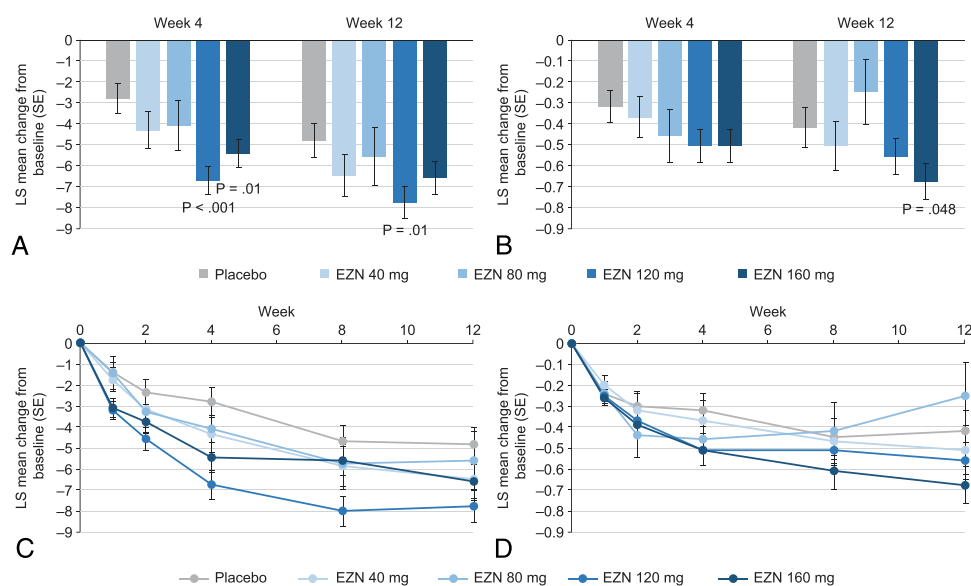 Week 4
Week 12
LS mean change from
baseline (SE)
0
–1
–2
–3
–4
–5
–6
–7
–8
–9
P = .01
P < .001
P = .01
A
Week 4
Week 12
LS mean change from
baseline (SE)
0
–0.1
–0.2
–0.3
–0.4
–0.5
–0.6
–0.7
–0.8
–0.9
P = .048
B
Placebo
EZN 40 mg
EZN 80 mg
EZN 120 mg
EZN 160 mg
Week
0 2 4 6 8 10 12
LS mean change from
baseline (SE)
0
–1
–2
–3
–4
–5
–6
–7
–8
–9
C
Week
0 2 4 6 8 10 12
LS mean change from
baseline (SE)
0
–0.1
–0.2
–0.3
–0.4
–0.5
–0.6
–0.7
–0.8
–0.9
D
Placebo
EZN 40 mg
EZN 80 mg
EZN 120 mg
EZN 160 mg